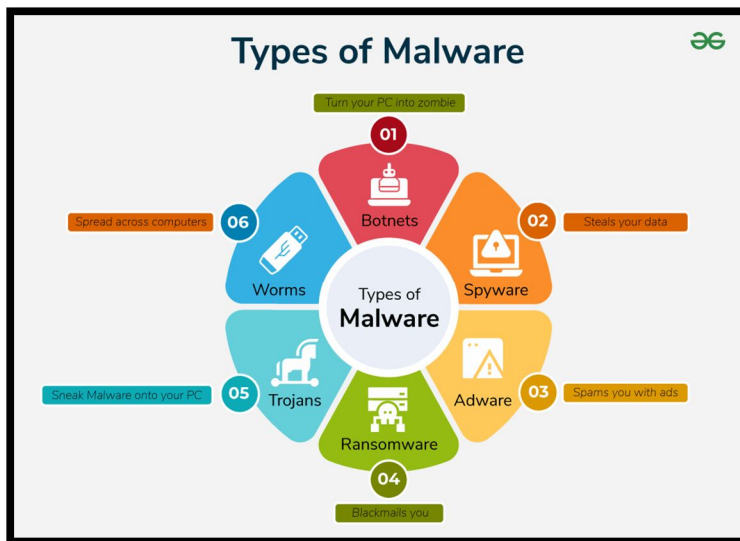 Types of Malware
Turn your PC into zombie
01
Botnets
02
Steals your data
Spyware
03
Spams you with ads
Adware
Ransomware
04
Blackmails you
Sneak Malware onto your PC
05
Trojans
Spread across computers
06
Worms
Types of
Malware